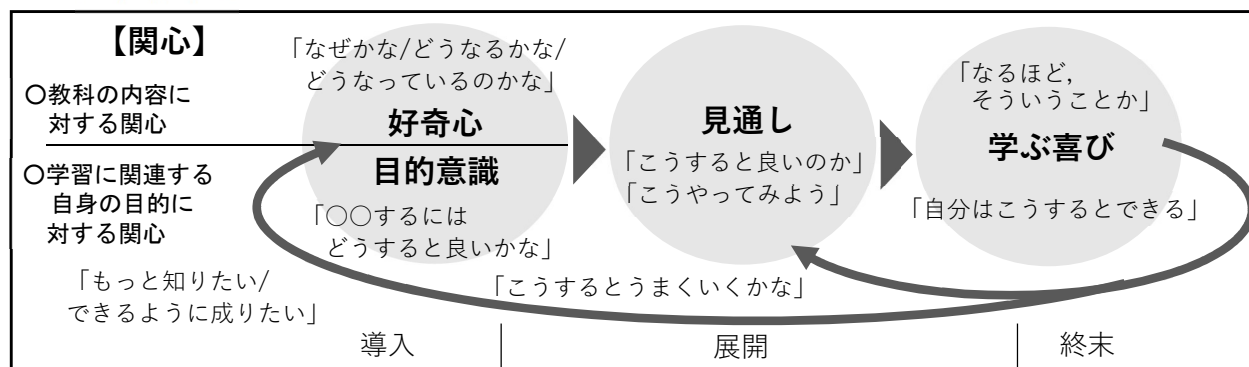 【関心】
〇教科の内容に
対する関心
〇学習に関連する
自身の目的に
対する関心
「もっと知りたい/
できるように成りたい」
「なぜかな/どうなるかな/
どうなっているのかな」
好奇心
目的意識
「〇〇するには
どうすると良いかな」
見通し
「こうすると良いのか」
「こうやってみよう」
「こうするとうまくいくかな」
「なるほど,
そういうことか」
学ぶ喜び
「自分はこうするとできる」
導入
展開
終末